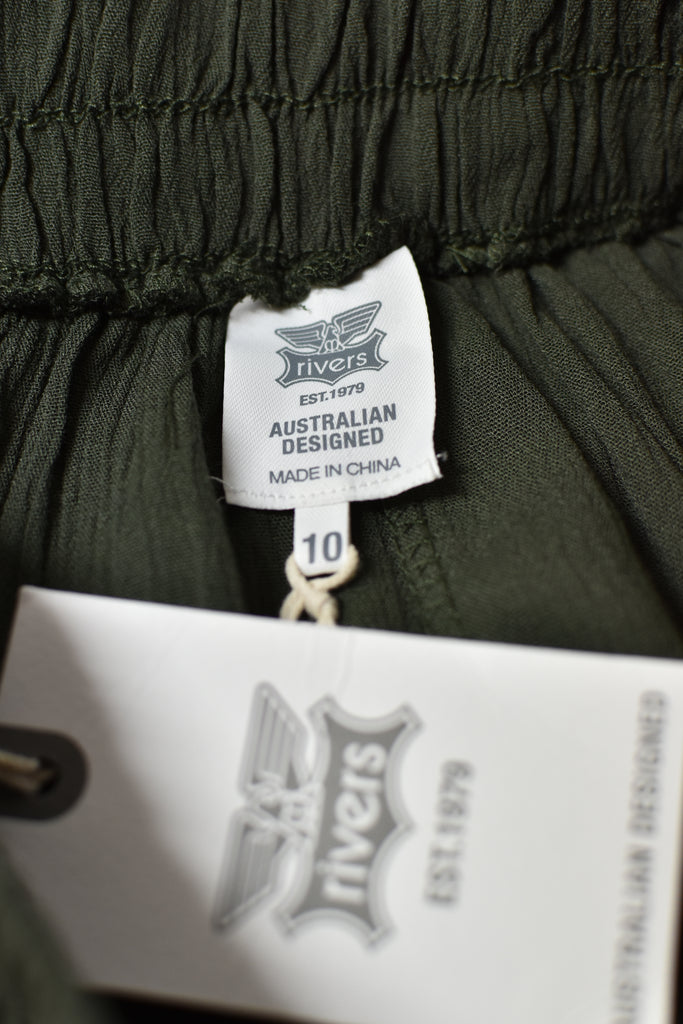 rivers
EST.1979
AUSTRALIAN
DESIGNED
MADE IN CHINA
10
rivers
EST.1979
AUSTRALIAN DESIGNED